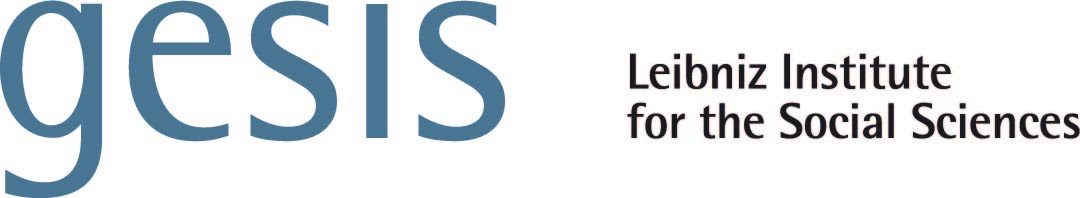 gesis
Leibniz Institute
for the Social Sciences